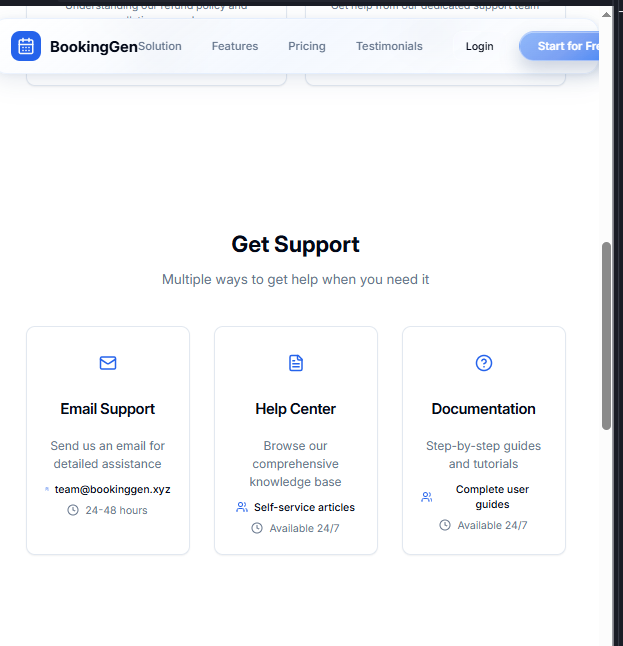 Understanding our refund policy and
Get help from our dedicated support team
BookingGen
Solution
Features
Pricing
Testimonials
Login
Start for Fre
Get Support
Multiple ways to get help when you need it
Email Support
Send us an email for
detailed assistance
team@bookinggen.xyz
24-48 hours
Help Center
Browse our
comprehensive
knowledge base
Self-service articles
Available 24/7
Documentation
Step-by-step guides
and tutorials
Complete user
guides
Available 24/7